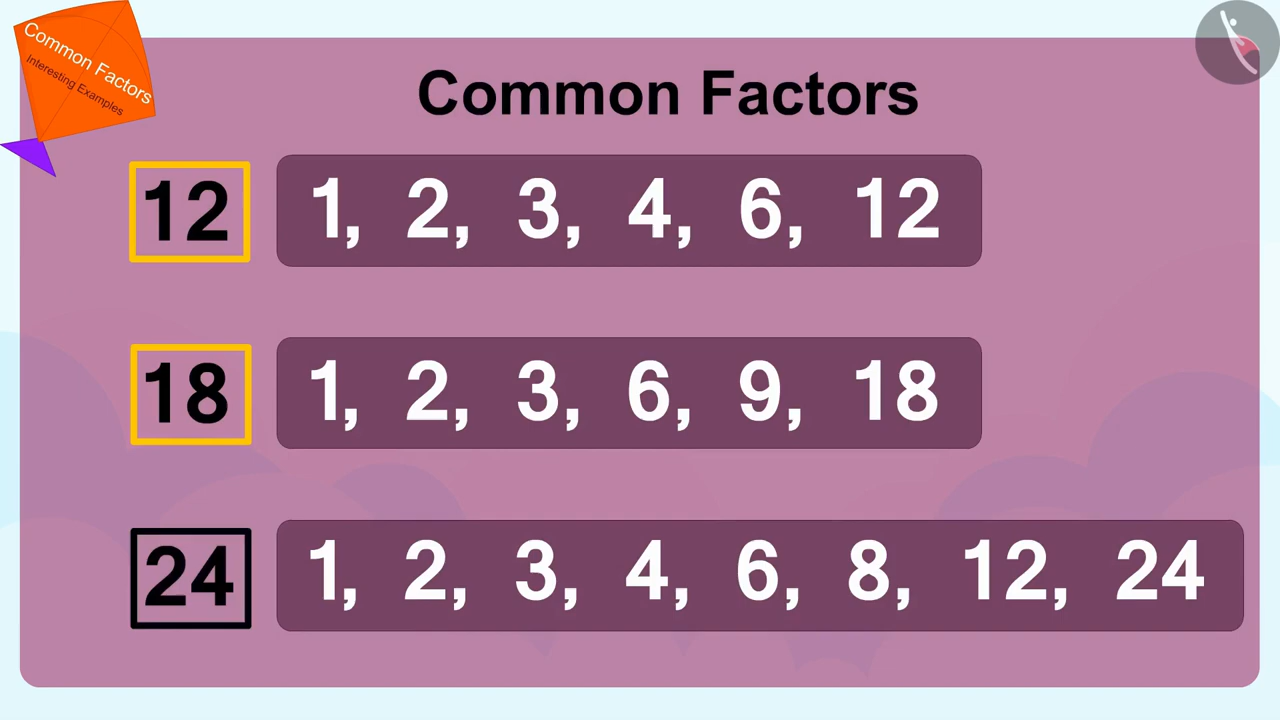 Common Factors
Interesting Examples
Common Factors
12 1, 2, 3, 4, 6, 12
18 1, 2, 3, 6, 9, 18
24 1, 2, 3, 4, 6, 8, 12, 24